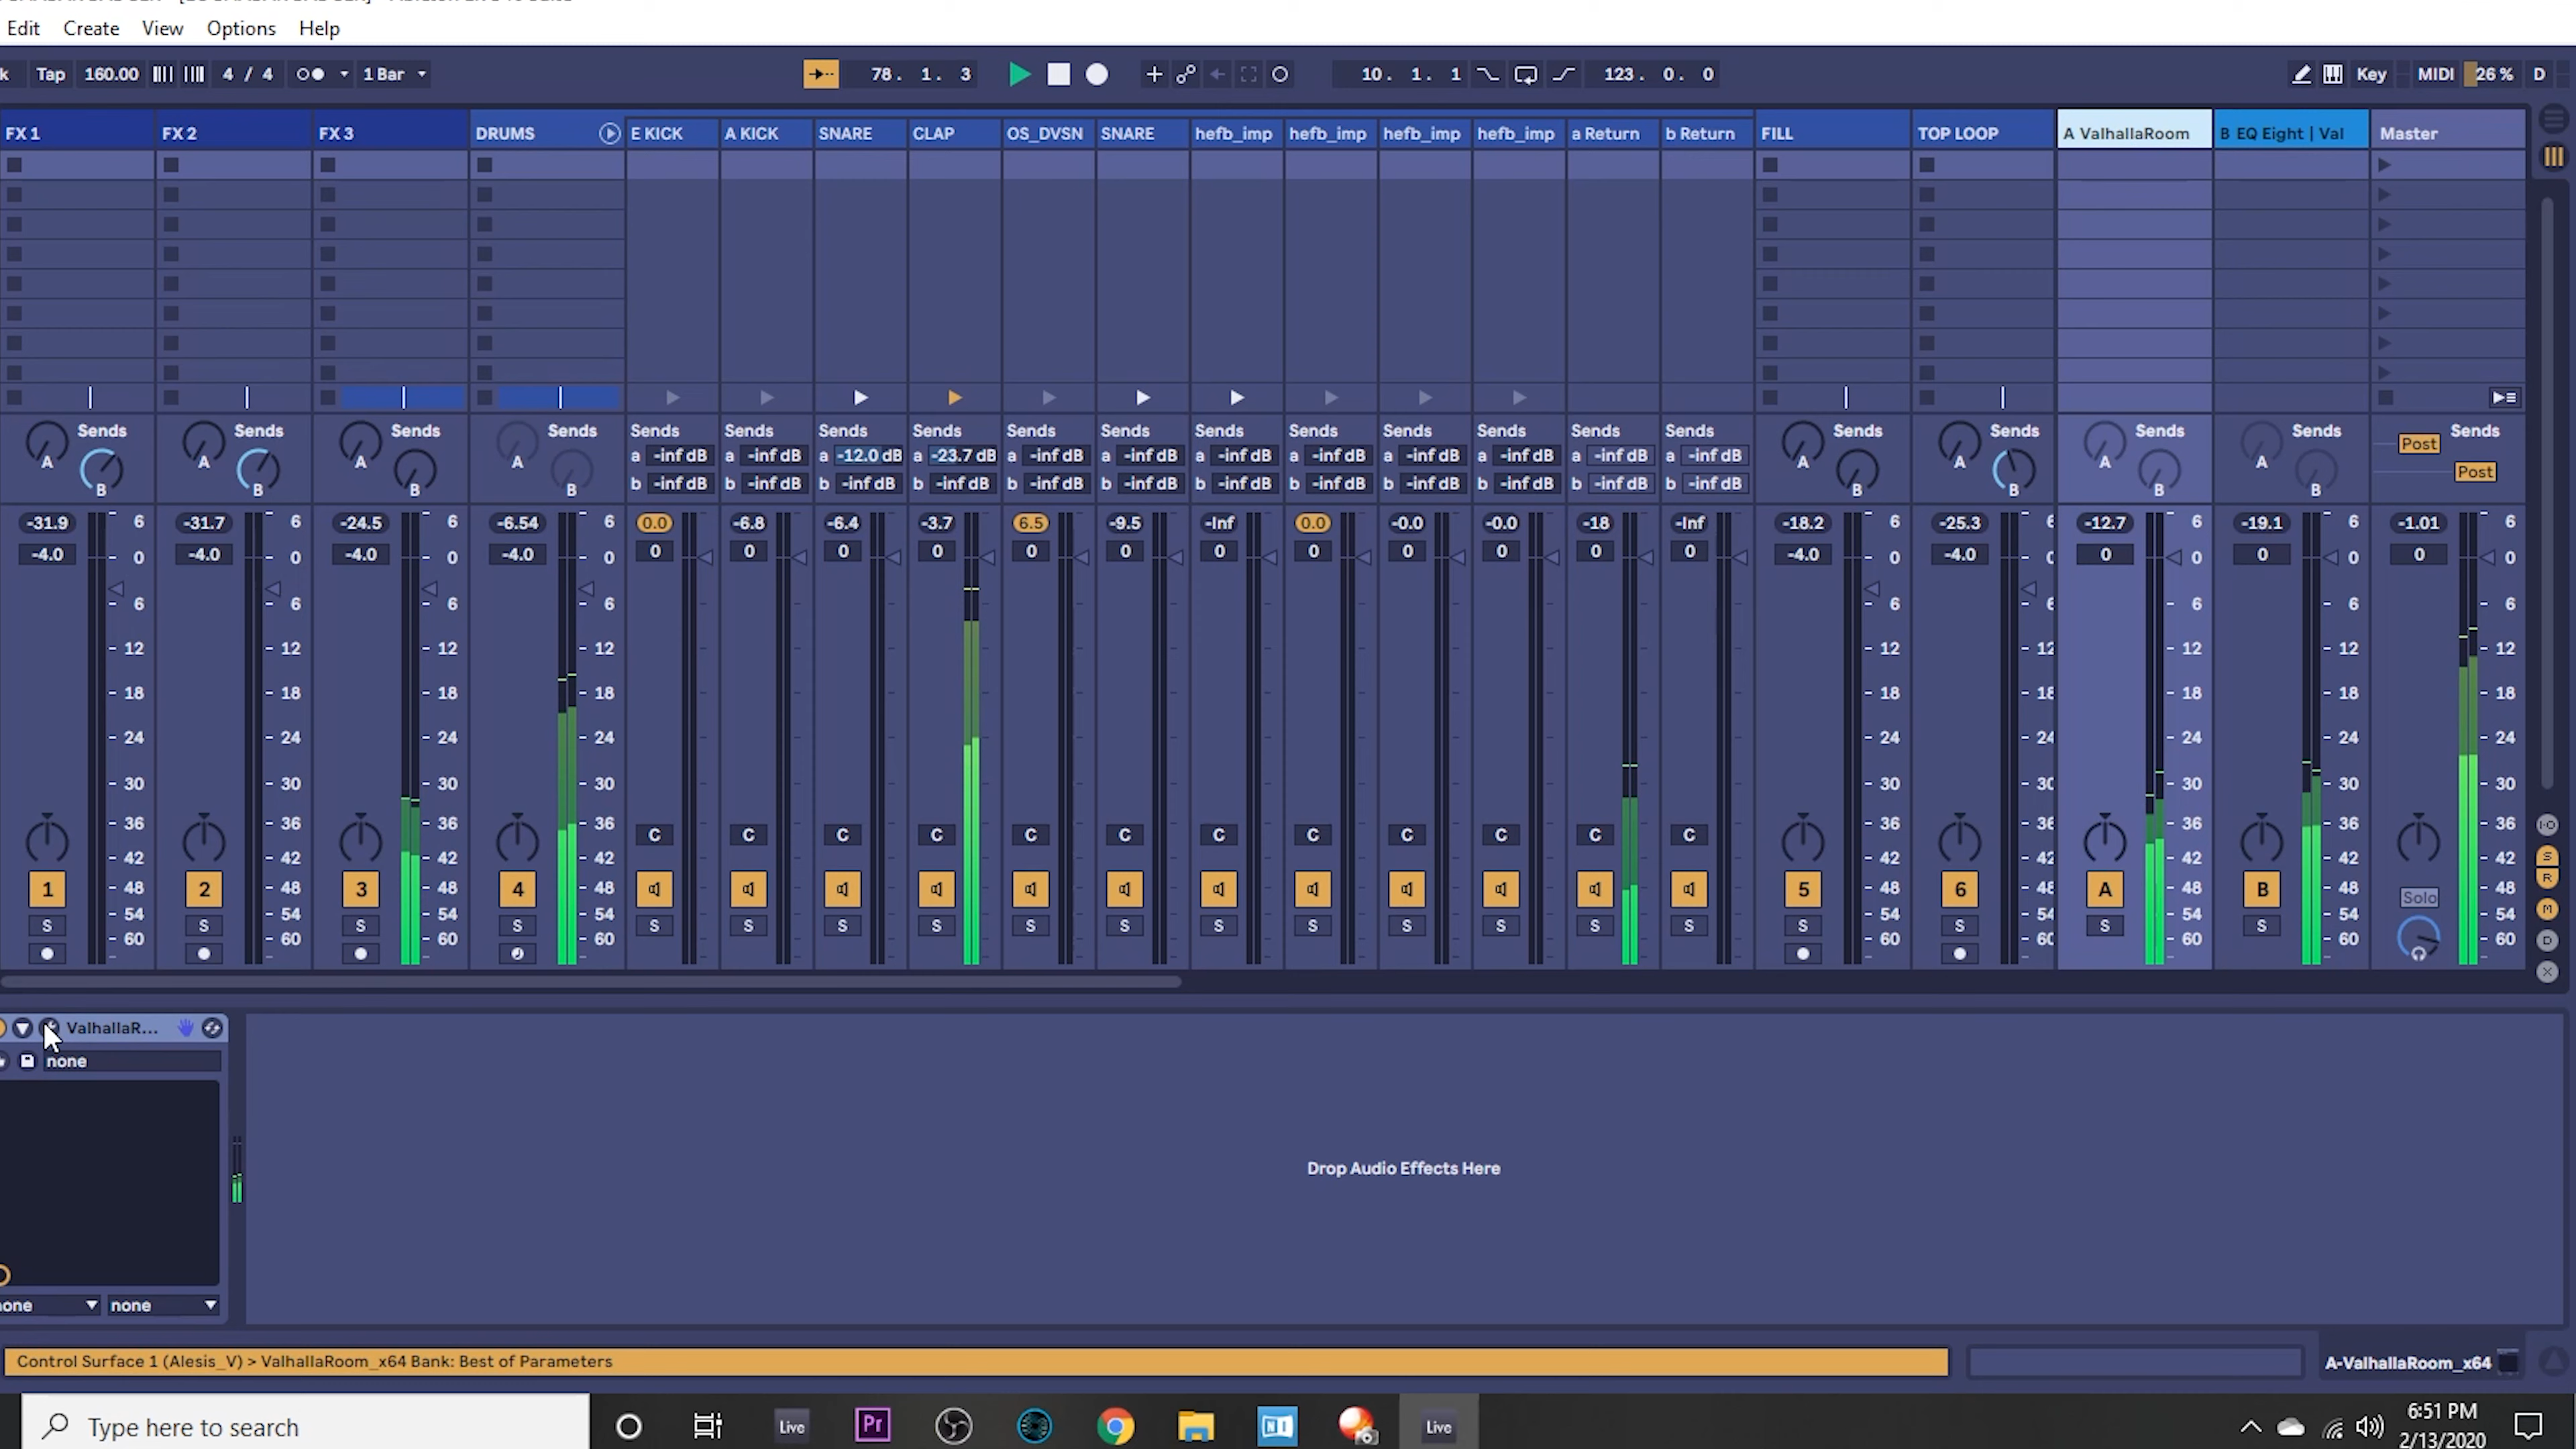 Edit Create View Options Help
Tap 160.00 4 / 4 1 Bar 78. 1. 3 10. 1. 1 123. 0. 0 Key MIDI 26 % D
FX 1 FX 2 FX 3 DRUMS E KICK A KICK SNARE CLAP OS_DVSN SNARE hefb_imp hefb_imp hefb_imp hefb_imp a Return b Return FILL TOP LOOP A ValhallaRoom B EQ Eight | Val Master
Sends Sends Sends Sends Sends Sends Sends Sends Sends Sends Sends Sends Sends Sends Sends Sends Sends Sends Sends Sends Sends
A A A A a -inf dB a -inf dB a -12.0 dB a -23.7 dB a -inf dB a -inf dB a -inf dB a -inf dB a -inf dB a -inf dB a -inf dB a -inf dB A A A A Post
B B B B b -inf dB b -inf dB b -inf dB b -inf dB b -inf dB b -inf dB b -inf dB b -inf dB b -inf dB b -inf dB b -inf dB b -inf dB B B B B Post
-31.9 6 -31.7 6 -24.5 6 -6.54 6 0.0 -6.8 -6.4 -3.7 6.5 -9.5 -Inf 0.0 -0.0 -0.0 -18 -Inf -18.2 6 -25.3 6 -12.7 6 -19.1 6 -1.01 6
-4.0 0 -4.0 0 -4.0 0 -4.0 0 0 0 0 0 0 0 0 0 0 0 0 0 -4.0 0 -4.0 0 0 0 0 0 0 0
6 6 6 6 6 6 6 6 6
12 12 12 12 12 12 12 12 12
18 18 18 18 18 18 18 18 18
24 24 24 24 24 24 24 24 24
30 30 30 30 30 30 30 30 30
36 36 36 36 C C C C C C C C C C C C 36 36 36 36 36
42 42 42 42 42 42 42 42 42
1 48 2 48 3 48 4 48 5 48 6 48 A 48 B 48 Solo 48
S 54 S 54 S 54 S 54 S S S S S S S S S S S S S 54 S 54 S 54 S 54 54
60 60 60 60 60 60 60 60 60
I·O
S
R
M
D
X
ValhallaR...
none
none none
Drop Audio Effects Here
Control Surface 1 (Alesis_V) > ValhallaRoom_x64 Bank: Best of Parameters
A-ValhallaRoom_x64
Type here to search Live Pr NI Live
6:51 PM
2/13/2020